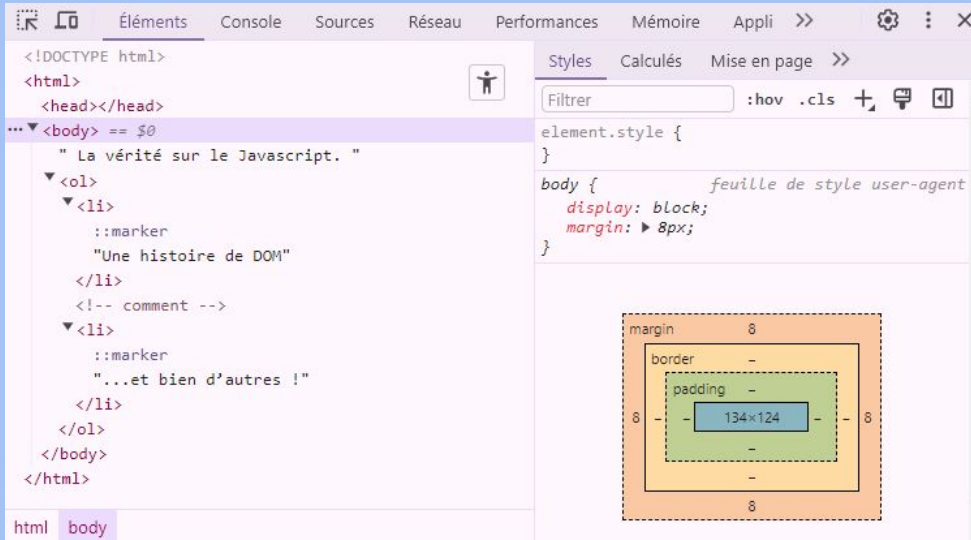 Éléments Console Sources Réseau Performances Mémoire Appli
<!DOCTYPE html>
<html>
<head></head>
<body> == $0
" La vérité sur le Javascript. "
<ol>
<li>
::marker
"Une histoire de DOM"
</li>
<!-- comment -->
<li>
::marker
"...et bien d’autres !"
</li>
</ol>
</body>
</html>
html body
Styles Calculés Mise en page
Filtrer :hov .cls
element.style {
}
body { feuille de style user-agent
display: block;
margin: 8px;
}
margin 8
border –
padding –
8 – – 134×124 – – 8
–
–
8